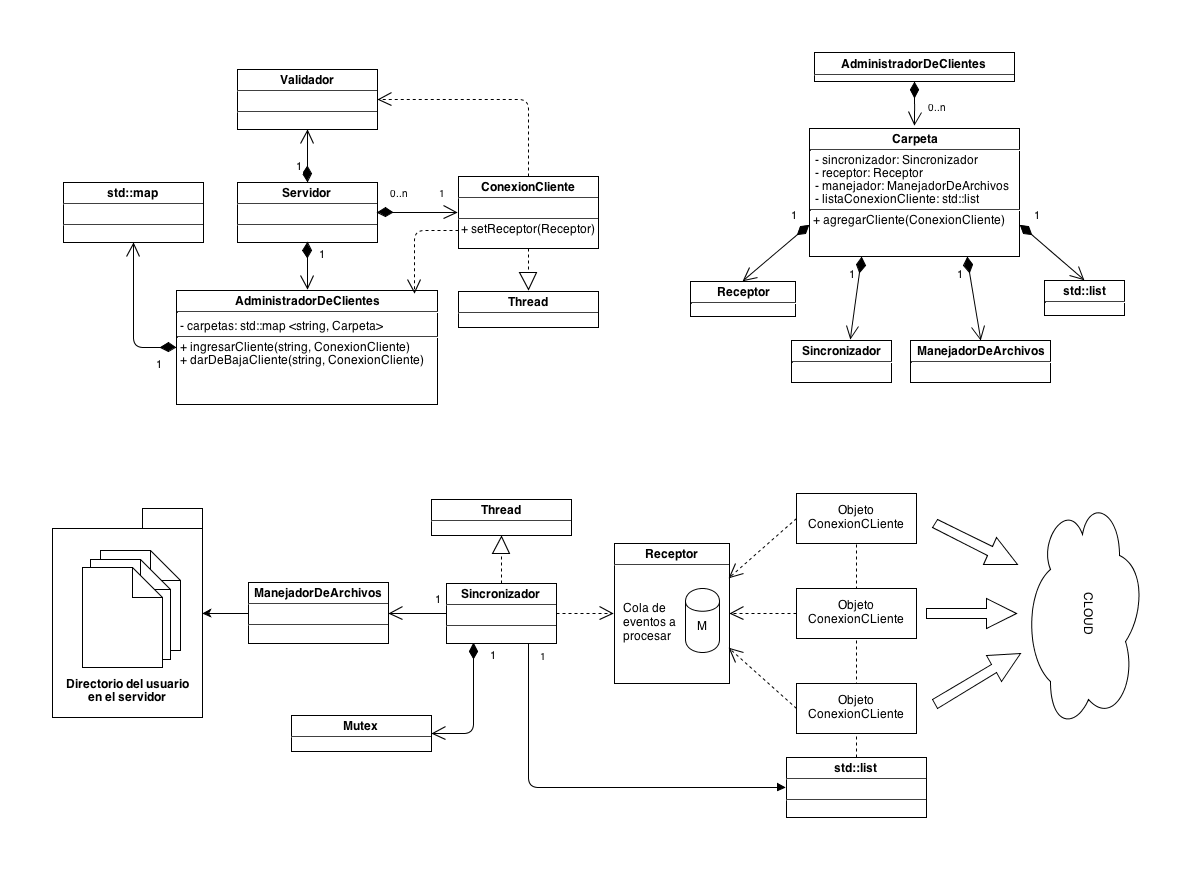 Validador
1
std::map
Servidor
0..n
1
ConexionCliente
+ setReceptor(Receptor)
1
AdministradorDeClientes
- carpetas: std::map <string, Carpeta>
+ ingresarCliente(string, ConexionCliente)
+ darDeBajaCliente(string, ConexionCliente)
1
Thread
AdministradorDeClientes
0..n
Carpeta
- sincronizador: Sincronizador
- receptor: Receptor
- manejador: ManejadorDeArchivos
- listaConexionCliente: std::list
+ agregarCliente(ConexionCliente)
1
1
1
1
Receptor
std::list
Sincronizador
ManejadorDeArchivos
Thread
Directorio del usuario
en el servidor
ManejadorDeArchivos
1
Sincronizador
1
1
Mutex
Receptor
Cola de
eventos a
procesar
M
Objeto
ConexionCLiente
Objeto
ConexionCLiente
Objeto
ConexionCLiente
std::list
CLOUD